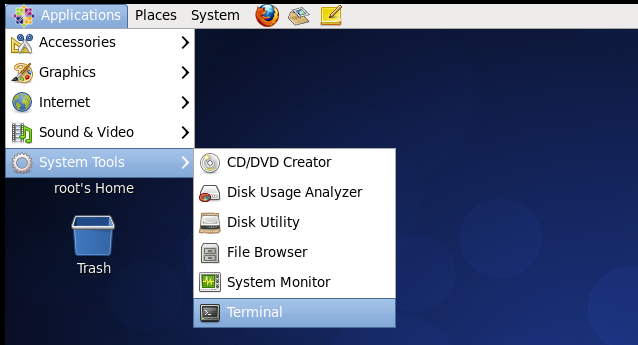 Applications Places System
Accessories
Graphics
Internet
Sound & Video
System Tools
CD/DVD Creator
Disk Usage Analyzer
Disk Utility
File Browser
System Monitor
Terminal
root's Home
Trash